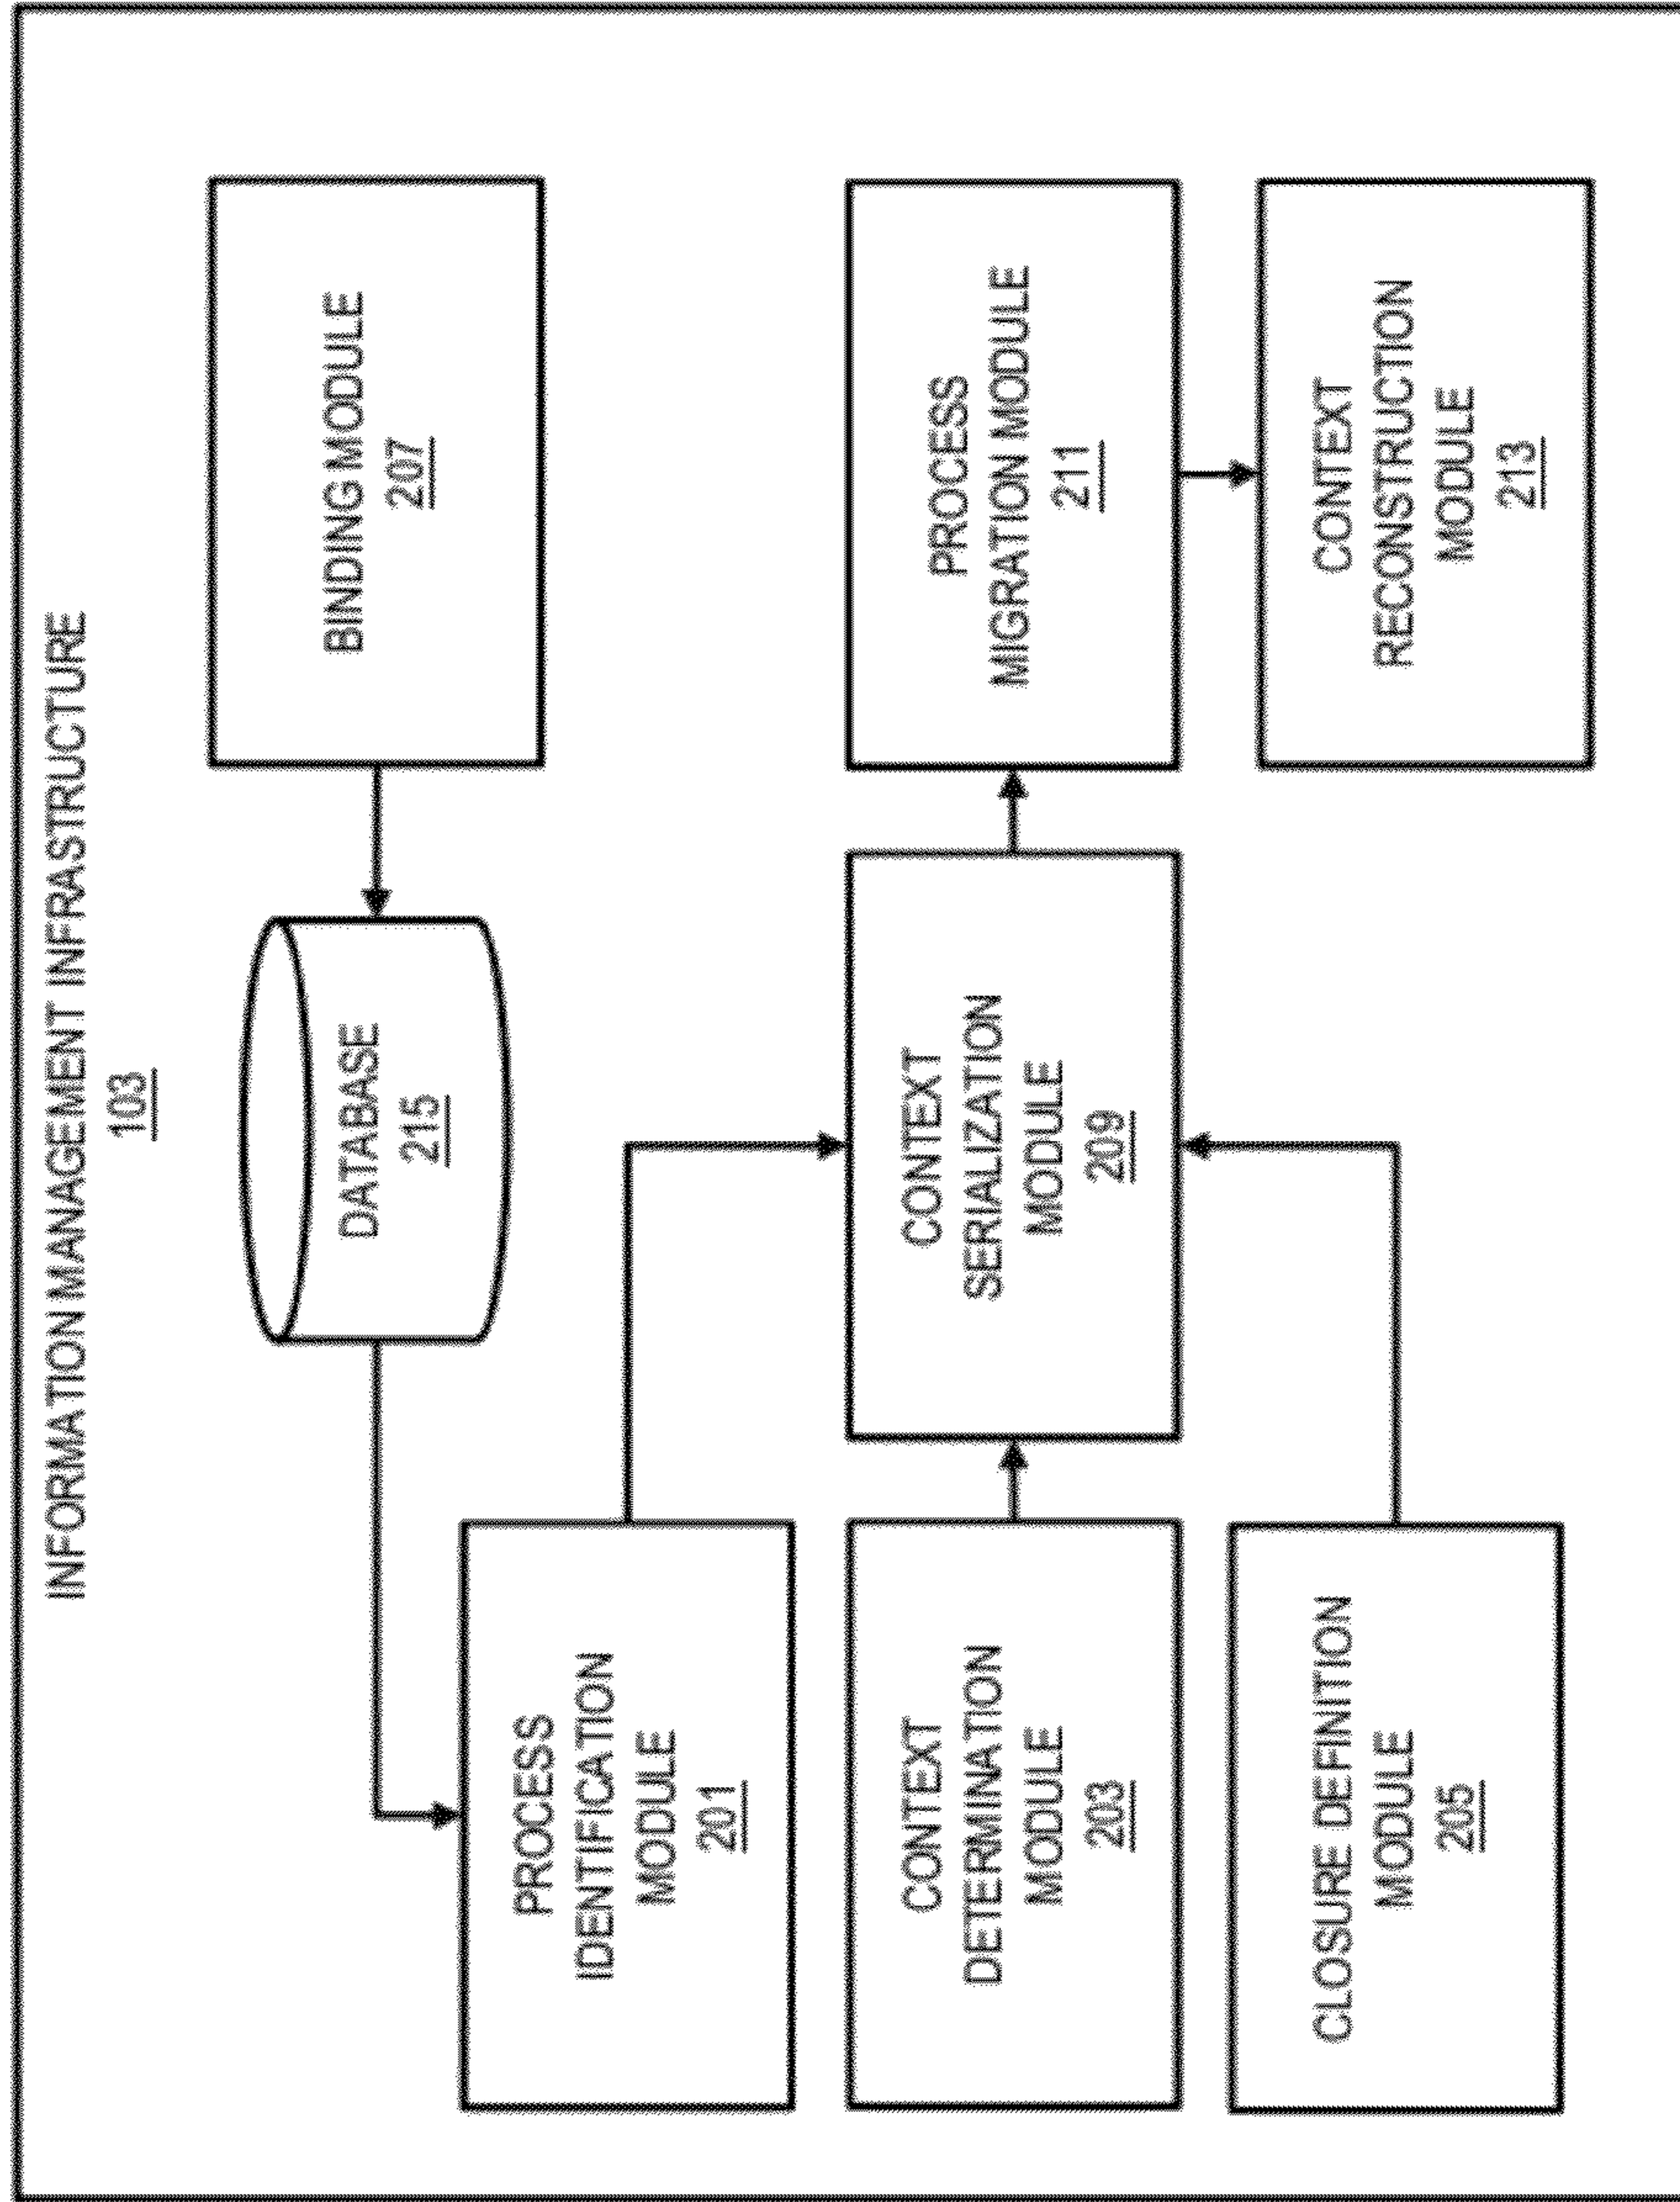 INFORMATION MANAGEMENT INFRASTRUCTURE
103
DATABASE
215
BINDING MODULE
207
PROCESS
IDENTIFICATION
MODULE
201
CONTEXT
DETERMINATION
MODULE
203
CLOSURE DEFINITION
MODULE
205
CONTEXT
SERIALIZATION
MODULE
209
PROCESS
MIGRATION MODULE
211
CONTEXT
RECONSTRUCTION
MODULE
213